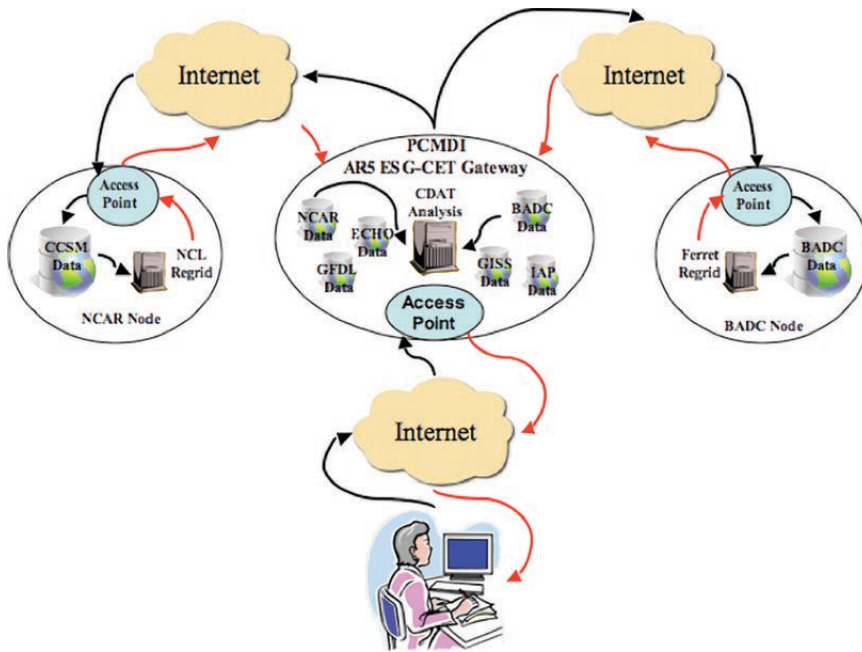 Internet
Internet
PCMDI
AR5 ESG-CET Gateway
Access
Point
CCSM
Data
NCL
Regrid
NCAR Node
NCAR
Data
ECHO
Data
GFDL
Data
CDAT
Analysis
BADC
Data
GISS
Data
IAP
Data
Access
Point
Access
Point
Ferret
Regrid
BADC
Data
BADC Node
Internet